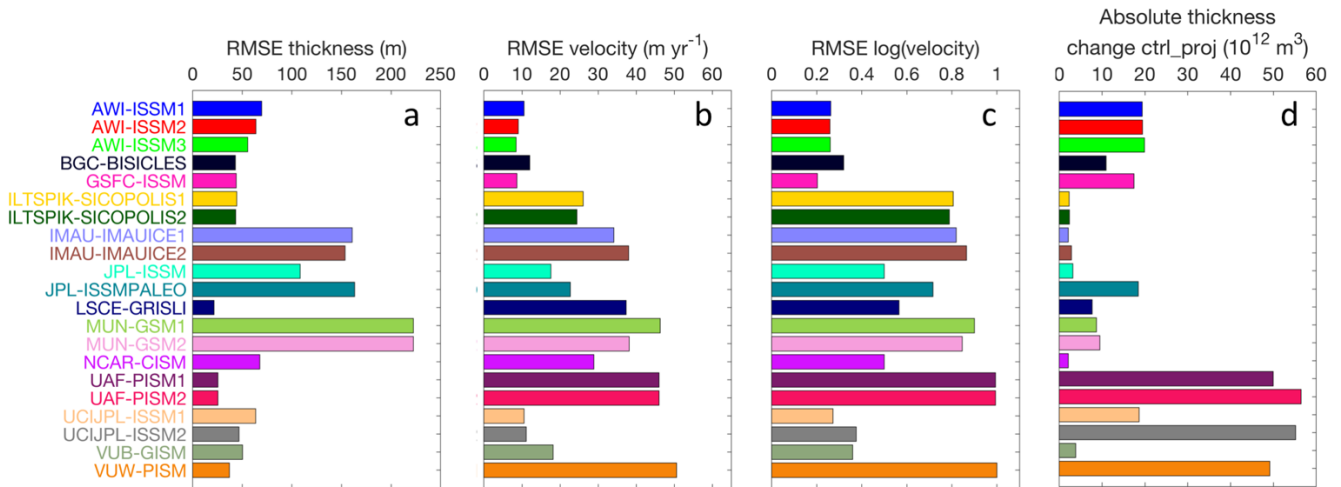 RMSE thickness (m)
0 50 100 150 200 250
a
RMSE velocity (m yr⁻¹)
0 20 40 60
b
RMSE log(velocity)
0 0.2 0.4 0.6 0.8 1
c
Absolute thickness
change ctrl_proj (10¹² m³)
0 10 20 30 40 50 60
d
AWI-ISSM1
AWI-ISSM2
AWI-ISSM3
BGC-BISICLES
GSFC-ISSM
ILTSPIK-SICOPOLIS1
ILTSPIK-SICOPOLIS2
IMAU-IMAUICE1
IMAU-IMAUICE2
JPL-ISSM
JPL-ISSMPALEO
LSCE-GRISLI
MUN-GSM1
MUN-GSM2
NCAR-CISM
UAF-PISM1
UAF-PISM2
UCIJPL-ISSM1
UCIJPL-ISSM2
VUB-GISM
VUW-PISM